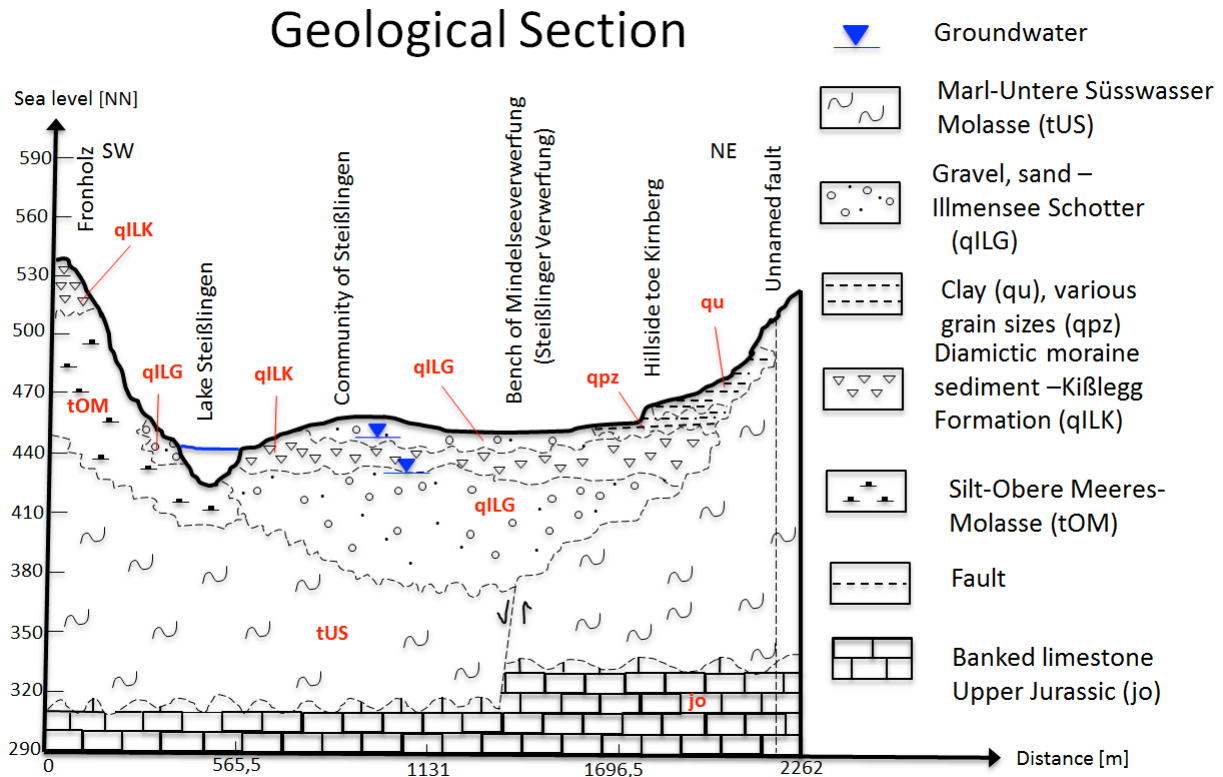 Geological Section
Sea level [NN]
590
560
530
500
470
440
410
380
350
320
290
0
565,5
1131
1696,5
2262
Distance [m]
SW
NE
Fronholz
Lake Steißlingen
Community of Steißlingen
Bench of Mindelseeverwerfung
(Steißlinger Verwerfung)
Hillside toe Kirnberg
Unnamed fault
qILK
tOM
qILG
qILK
qILG
qILG
qpz
qu
tUS
jo
Groundwater
Marl-Untere Süsswasser
Molasse (tUS)
Gravel, sand –
Illmensee Schotter
(qILG)
Clay (qu), various
grain sizes (qpz)
Diamictic moraine
sediment –Kißlegg
Formation (qILK)
Silt-Obere Meeres-
Molasse (tOM)
Fault
Banked limestone
Upper Jurassic (jo)